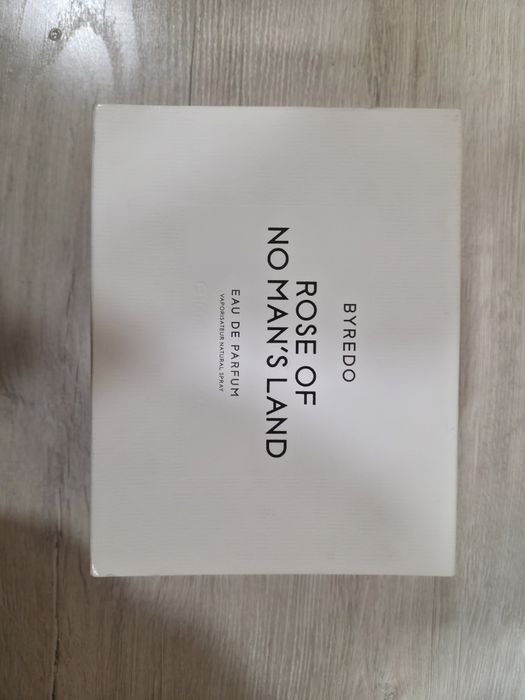 BYREDO
ROSE OF
NO MAN'S LAND
EAU DE PARFUM
VAPORISATEUR NATURAL SPRAY